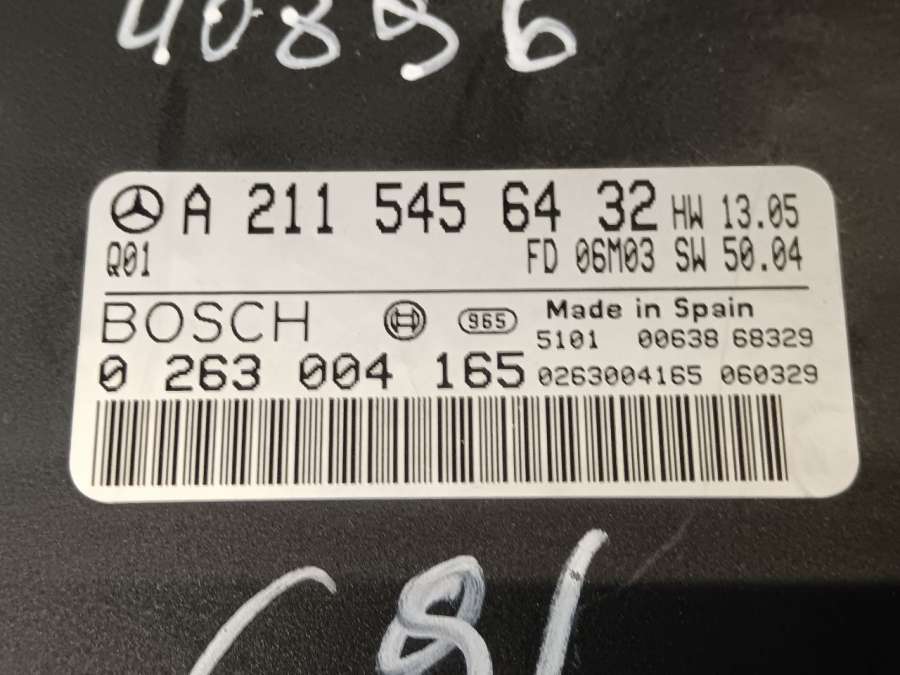 40896
A 211 545 64 32 HW 13.05
Q01 FD 06M03 SW 50.04
BOSCH 965 Made in Spain
5101 00638 68329
0 263 004 165 0263004165 060329